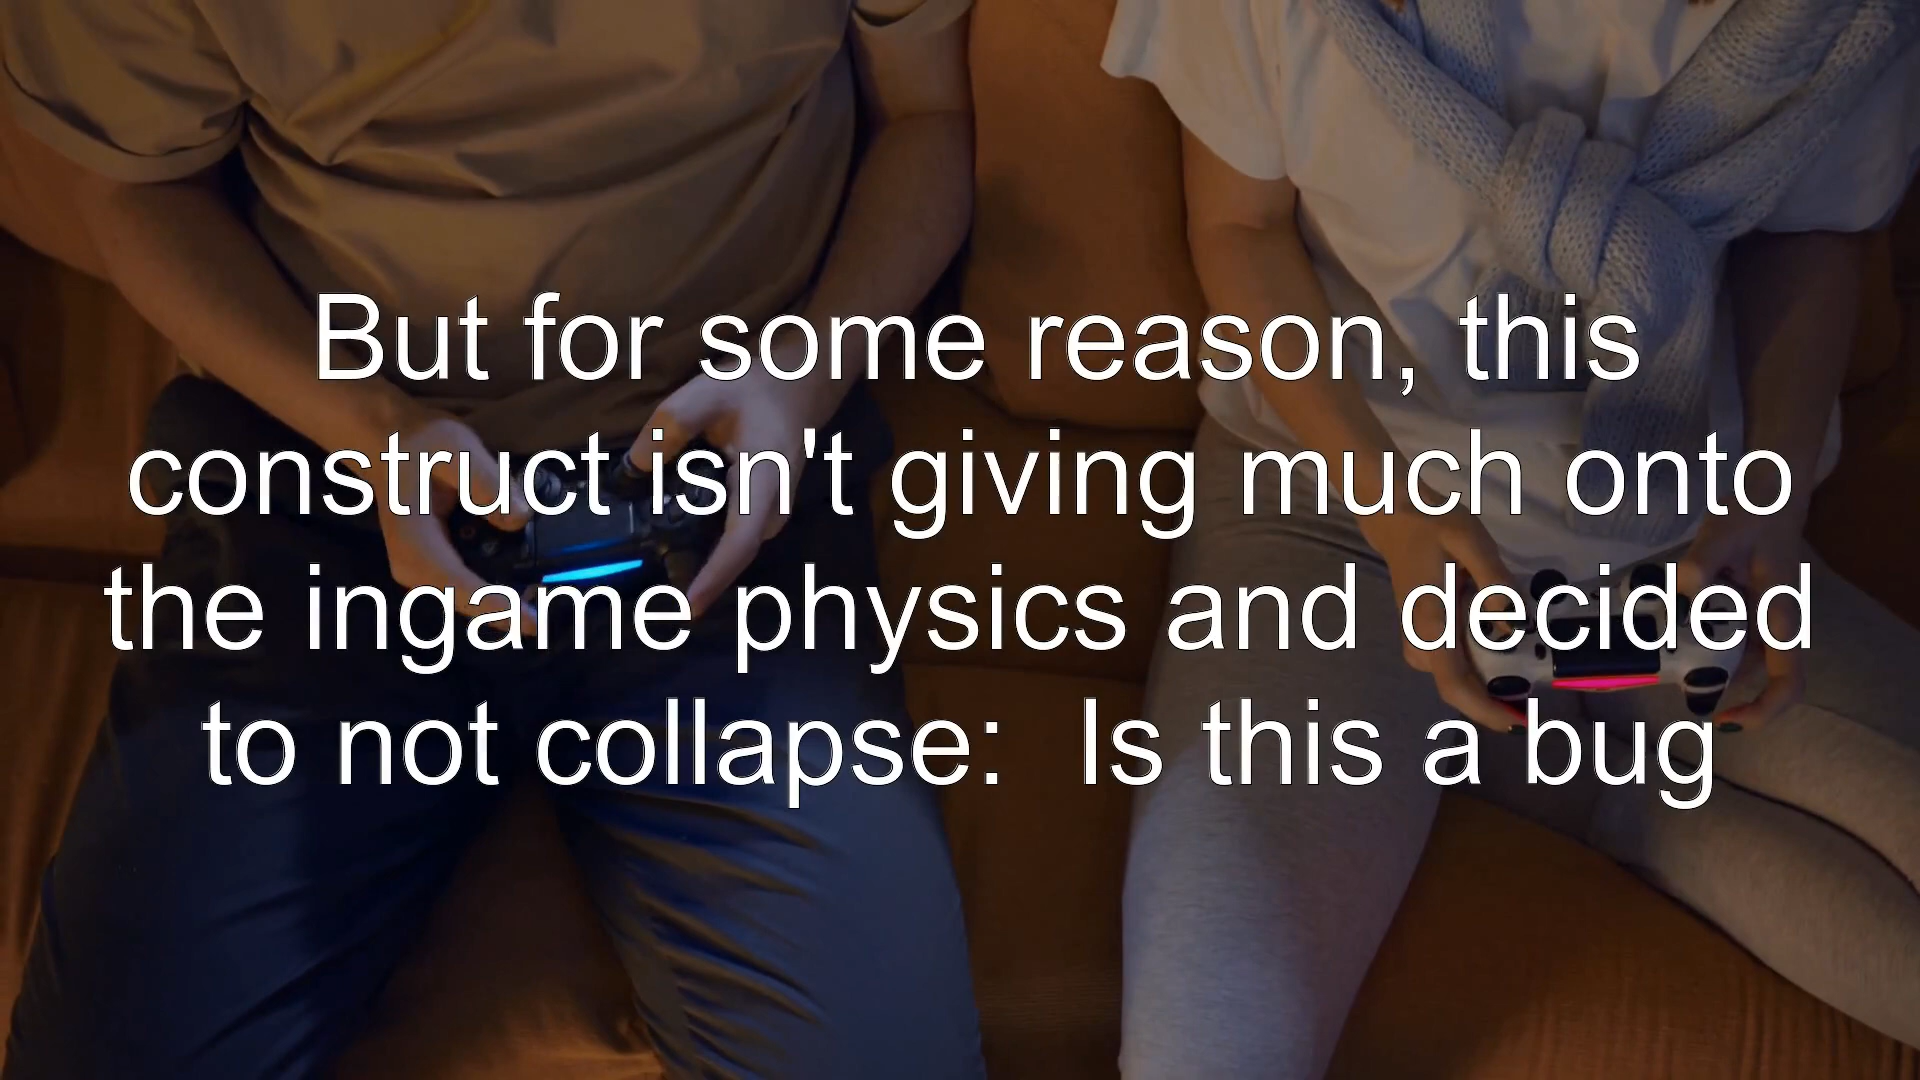 But for some reason, this
construct isn't giving much onto
the ingame physics and decided
to not collapse:  Is this a bug